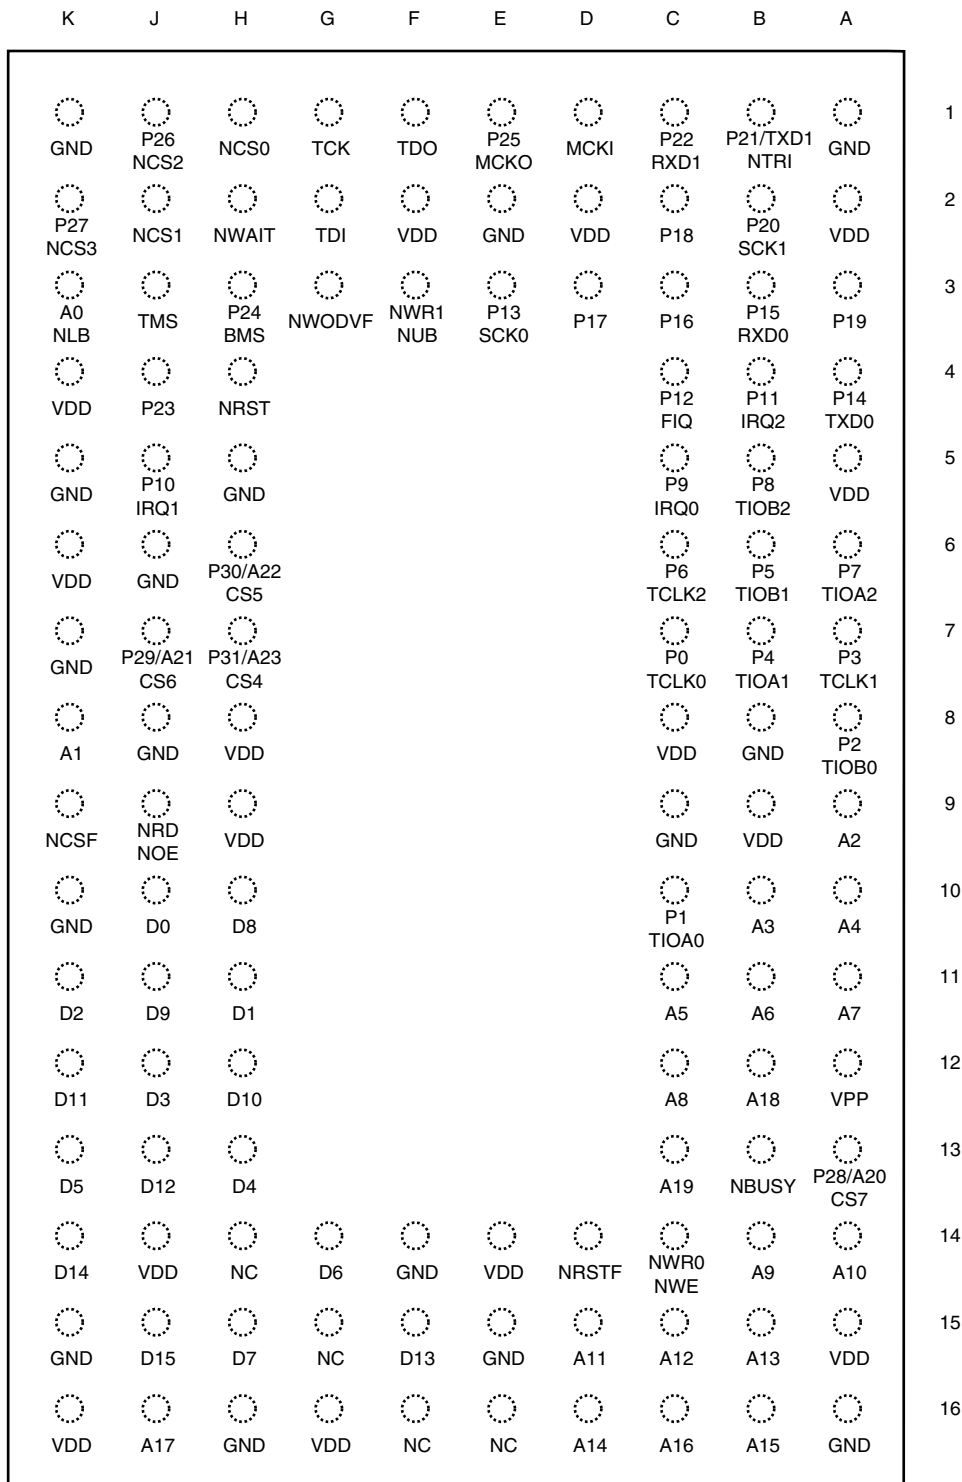 K J H G F E D C B A
1
GND P26 NCS0 TCK TDO P25 MCKI P22 P21/TXD1 GND
NCS2 MCKO RXD1 NTRI
2
P27 NCS1 NWAIT TDI VDD GND VDD P18 P20 VDD
NCS3 SCK1
3
A0 TMS P24 NWODVF NWR1 P13 P17 P16 P15 P19
NLB BMS NUB SCK0 RXD0
4
VDD P23 NRST P12 P11 P14
FIQ IRQ2 TXD0
5
GND P10 GND P9 P8 VDD
IRQ1 IRQ0 TIOB2
6
VDD GND P30/A22 P6 P5 P7
CS5 TCLK2 TIOB1 TIOA2
7
GND P29/A21 P31/A23 P0 P4 P3
CS6 CS4 TCLK0 TIOA1 TCLK1
8
A1 GND VDD VDD GND P2
TIOB0
9
NCSF NRD VDD GND VDD A2
NOE
10
GND D0 D8 P1 A3 A4
TIOA0
11
D2 D9 D1 A5 A6 A7
12
D11 D3 D10 A8 A18 VPP
13
D5 D12 D4 A19 NBUSY P28/A20
CS7
14
D14 VDD NC D6 GND VDD NRSTF NWR0 A9 A10
NWE
15
GND D15 D7 NC D13 GND A11 A12 A13 VDD
16
VDD A17 GND VDD NC NC A14 A16 A15 GND